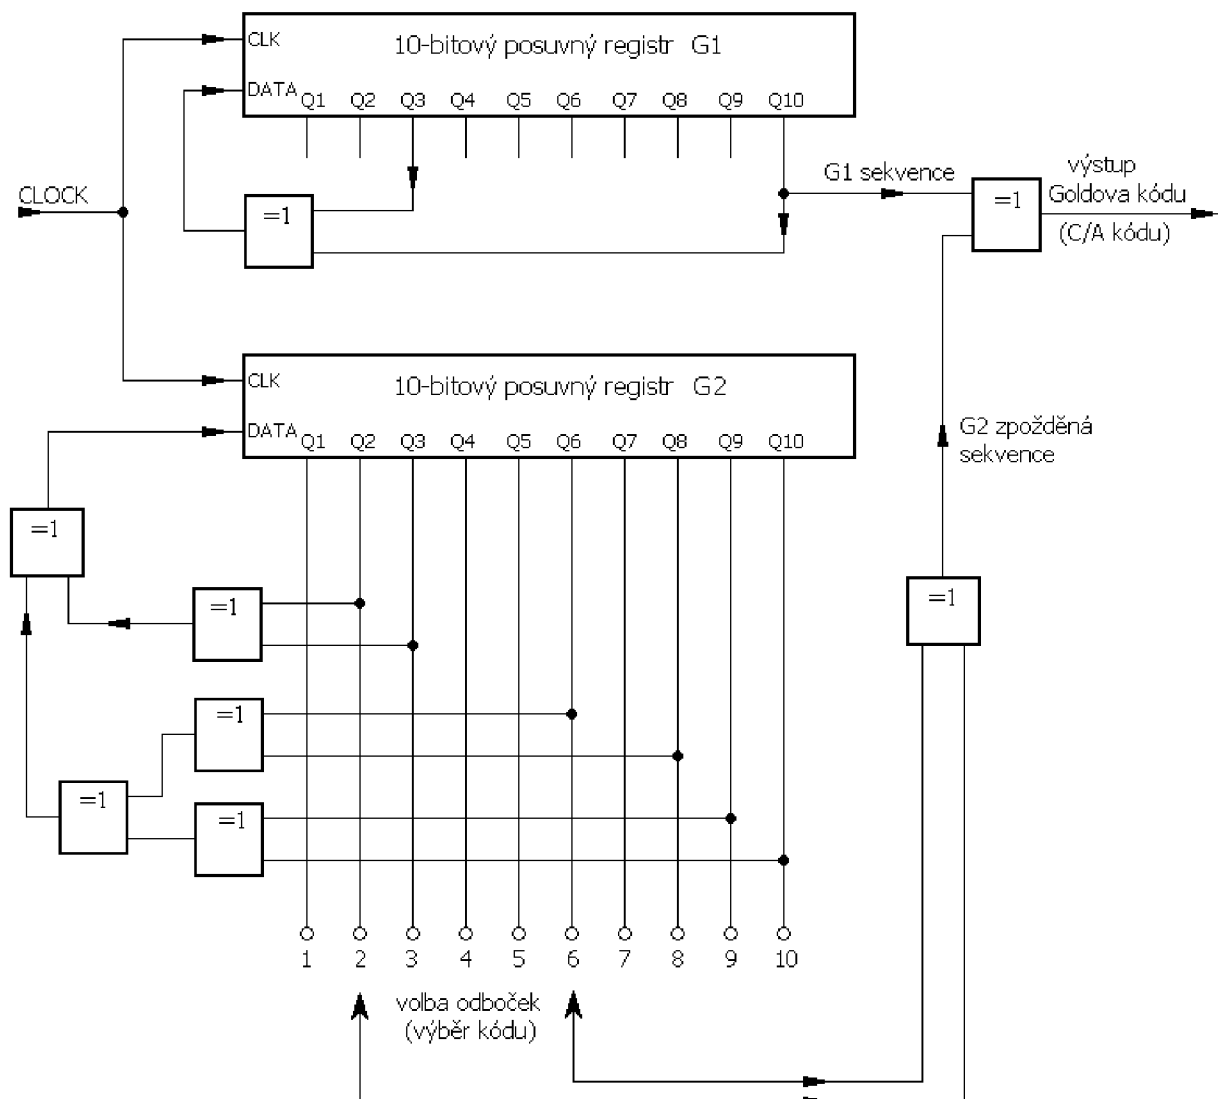 CLK
10-bitový posuvný registr G1
DATA
Q1 Q2 Q3 Q4 Q5 Q6 Q7 Q8 Q9 Q10
CLOCK
=1
G1 sekvence
=1
výstup
Goldova kódu
(C/A kódu)
CLK
10-bitový posuvný registr G2
DATA
Q1 Q2 Q3 Q4 Q5 Q6 Q7 Q8 Q9 Q10
G2 zpožděná
sekvence
=1
=1
=1
=1
=1
=1
1 2 3 4 5 6 7 8 9 10
volba odboček
(výběr kódu)